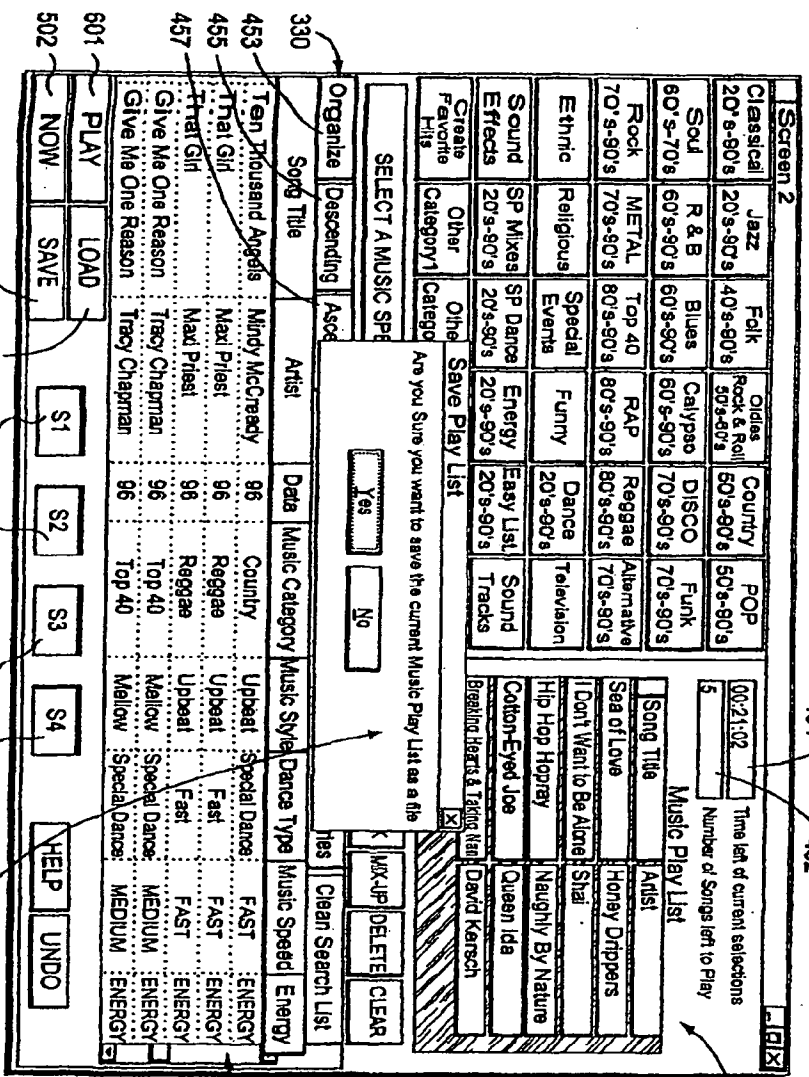 Screen 2
Classical 20's-90's
Jazz 20's-90's
Folk 40's-90's
Oldies Rock & Roll 50's-60's
Country 50's-90's
POP 50's-90's
Soul 60's-70's
R & B 60's-90's
Blues 60's-90's
Calypso 60's-90's
DISCO 70's-90's
Funk 70's-90's
Rock 70's-90's
METAL 70's-90's
Top 40 80's-90's
RAP 80's-90's
Reggae 80's-90's
Alternative 70's-90's
Ethnic
Religious
Special Events
Funny
Dance 20's-90's
Television
Sound Effects
SP Mixes 20's-90's
SP Dance 20's-90's
Energy 20's-90's
Easy List. 20's-90's
Sound Tracks
Create Favorite Hits
Other Category1
Othe Catego
00:21:02 Time left of current selections
5 Number of Songs left to Play
Music Play List
Song Title Artist
Sea of Love Honey Drippers
I Dont Want to Be Alone Shai
Hip Hop Hopray Naughly By Nature
Cotton-Eyed Joe Queen Ida
Breaking Hearts & Taking Nam David Kersch
SELECT A MUSIC SPE
MIX-UP DELETE CLEAR
Save Play List X
Are you Sure you want to save the current Music Play List as a file
Yes No
Organize Descending Asce
Clean Search List
Song Title Artist Data Music Category Music Style Dance Type Music Speed Energy
Ten Thousand Angels Mindy McCready 96 Country Upbeat Special Dance FAST ENERGY
That Girl Maxi Priest 96 Reggae Upbeat Fast FAST ENERGY
That Girl Maxi Priest 96 Reggae Upbeat Fast FAST ENERGY
Give Me One Reason Tracy Chapman 96 Top 40 Mellow Special Dance MEDIUM ENERGY
Give Me One Reason Tracy Chapman 96 Top 40 Mellow Special Dance MEDIUM ENERGY
PLAY LOAD
NOW SAVE
S1 S2 S3 S4
HELP UNDO
330
453
455
457
601
502